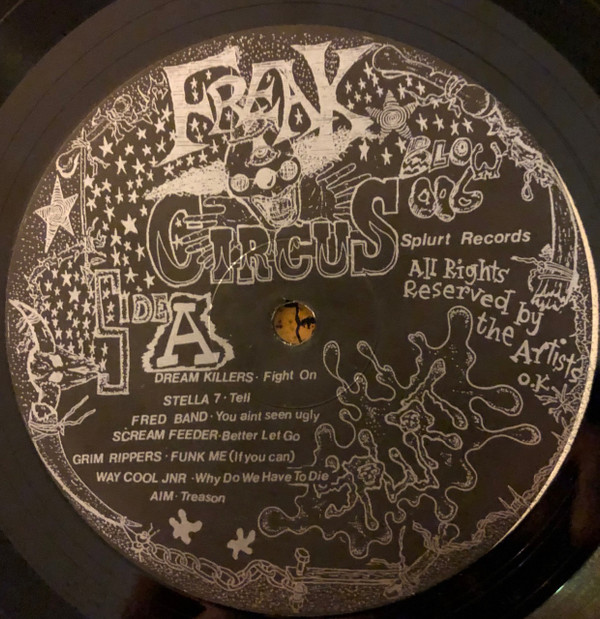 FREAK
CIRCUS
BLOW
006
Splurt Records
All Rights
Reserved by
the Artists
o.k.
SIDE A
DREAM KILLERS · Fight On
STELLA 7 · Teli
FRED BAND · You aint seen ugly
SCREAM FEEDER · Better Let Go
GRIM RIPPERS · FUNK ME (If you can)
WAY COOL JNR · Why Do We Have To Die
AIM · Treason